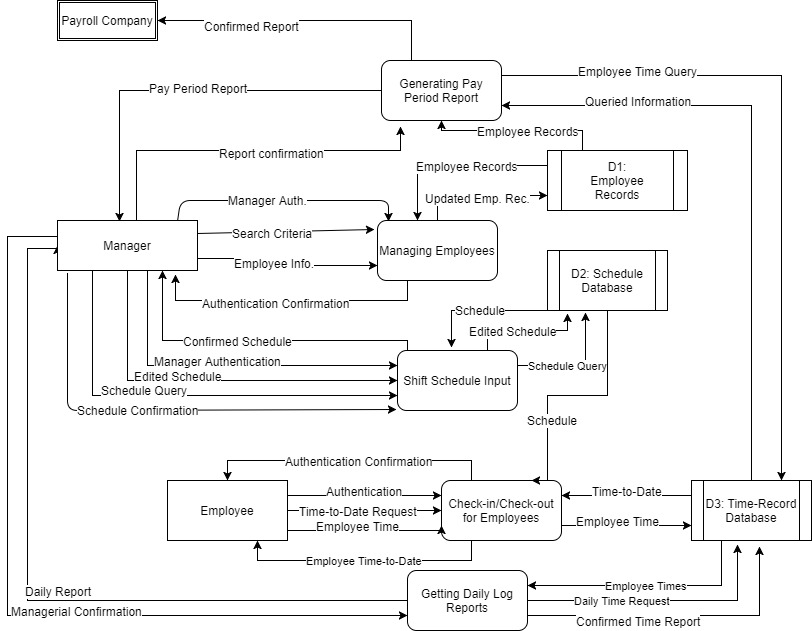 Payroll Company
Confirmed Report
Generating Pay
Period Report
Employee Time Query
Pay Period Report
Queried Information
Employee Records
Report confirmation
Employee Records
D1:
Employee
Records
Manager Auth.
Updated Emp. Rec.
Search Criteria
Manager
Managing Employees
Employee Info.
D2: Schedule
Database
Authentication Confirmation
Schedule
Edited Schedule
Confirmed Schedule
Manager Authentication
Schedule Query
Edited Schedule
Shift Schedule Input
Schedule Query
Schedule Confirmation
Schedule
Authentication Confirmation
Authentication
Time-to-Date
Employee
Time-to-Date Request
Check-in/Check-out
for Employees
D3: Time-Record
Database
Employee Time
Employee Time
Employee Time-to-Date
Daily Report
Getting Daily Log
Reports
Employee Times
Daily Time Request
Managerial Confirmation
Confirmed Time Report